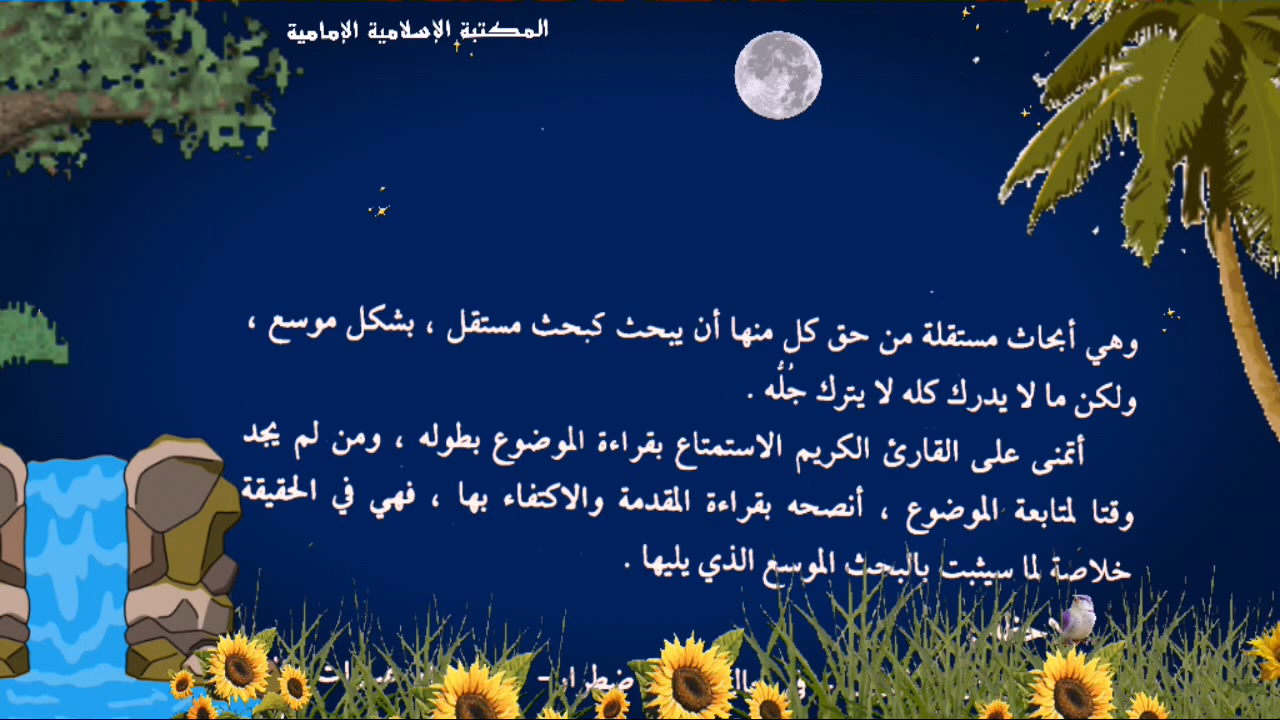 المكتبة الإسلامية الإمامية
وهي أبحاث مستقلة من حق كل منها أن يبحث كبحث مستقل ، بشكل موسع ،
ولكن ما لا يدرك كله لا يترك جُلُّه .
أتمنى على القارئ الكريم الاستمتاع بقراءة الموضوع بطوله ، ومن لم يجد
وقتا لمتابعة الموضوع ، أنصحه بقراءة المقدمة والاكتفاء بها ، فهي في الحقيقة
خلاصة لما سيثبت بالبحث الموسع الذي يليها .